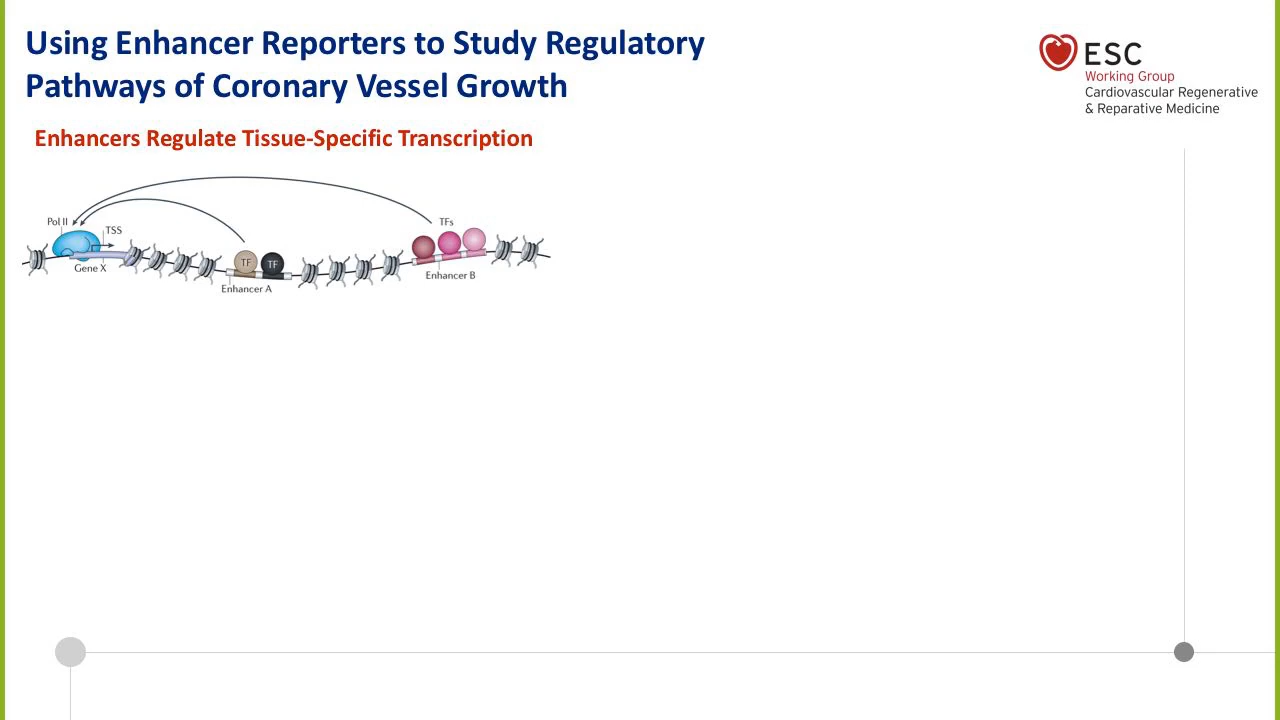 Using Enhancer Reporters to Study Regulatory
Pathways of Coronary Vessel Growth
ESC
Working Group
Cardiovascular Regenerative
& Reparative Medicine
Enhancers Regulate Tissue-Specific Transcription
Pol II
TSS
Gene X
TF
TF
Enhancer A
TFs
Enhancer B